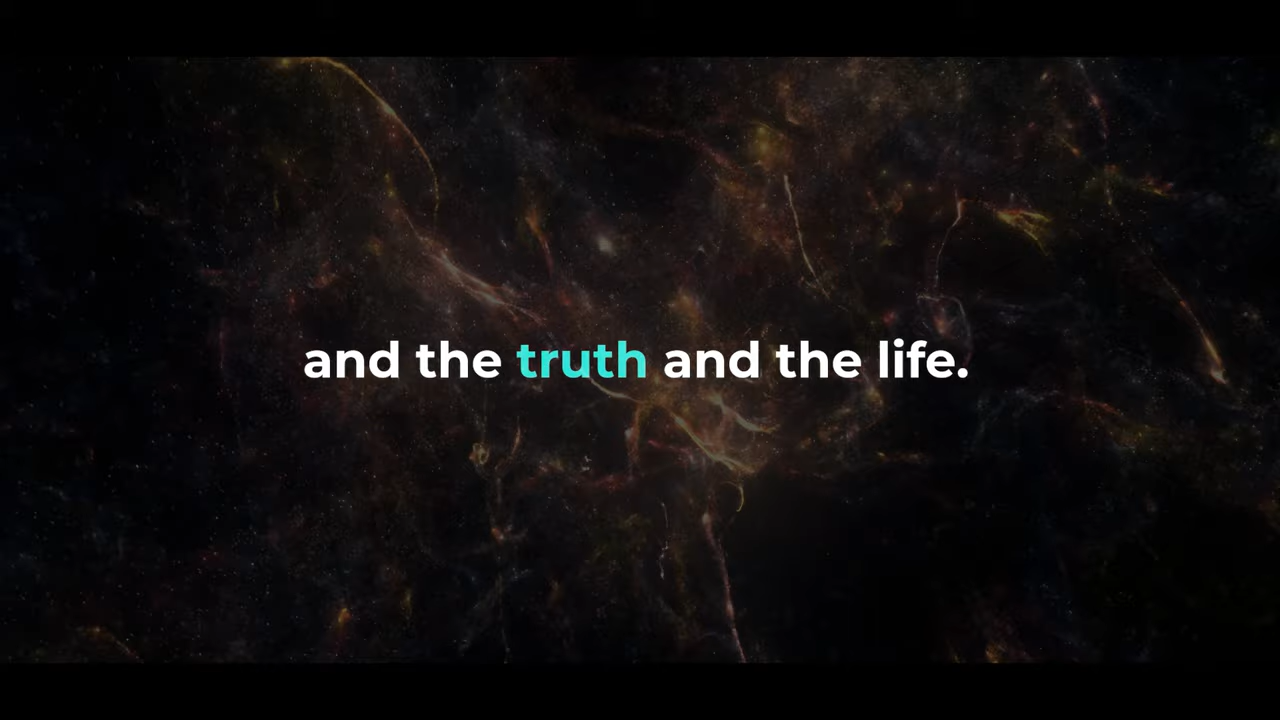 and the truth and the life.